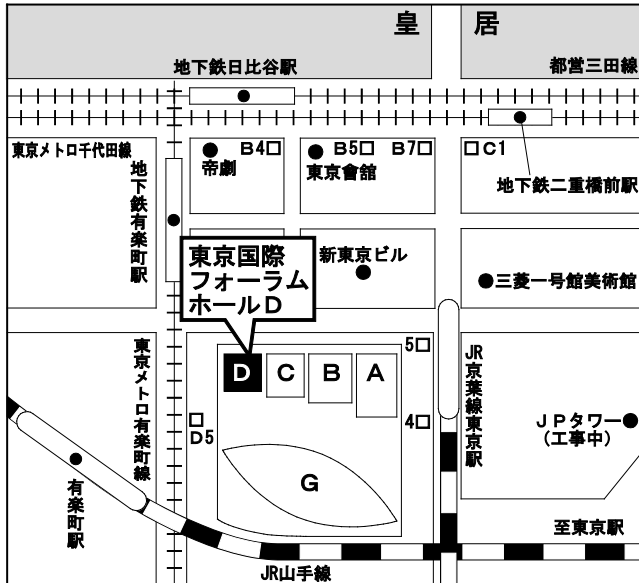 皇居
地下鉄日比谷駅
都営三田線
東京メトロ千代田線
地下鉄有楽町駅
B4
帝劇
B5
東京會舘
B7
C1
地下鉄二重橋前駅
東京国際
フォーラム
ホールD
新東京ビル
三菱一号館美術館
東京メトロ有楽町線
D
C
B
A
5
4
D5
G
JR京葉線東京駅
JPタワー
(工事中)
有楽町駅
至東京駅
JR山手線